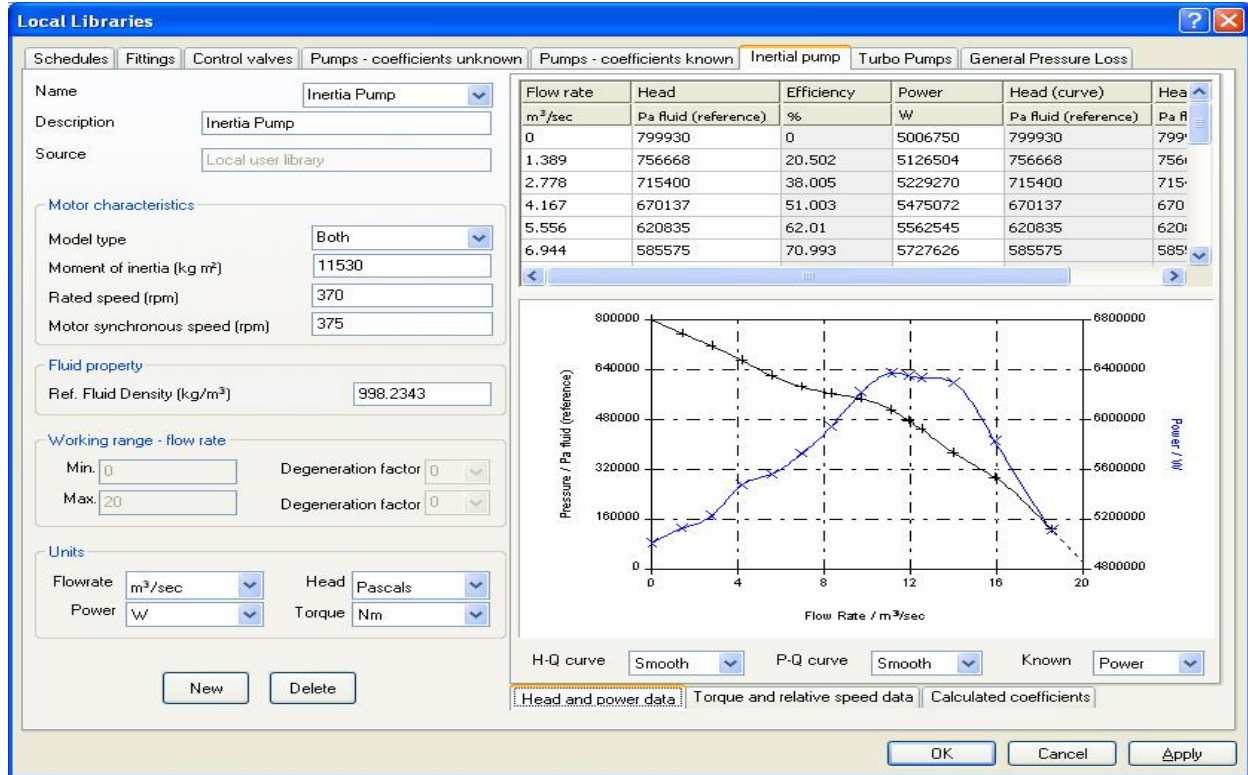 Local Libraries
Schedules Fittings Control valves Pumps - coefficients unknown Pumps - coefficients known Inertial pump Turbo Pumps General Pressure Loss
Name Inertia Pump
Description Inertia Pump
Source Local user library
Motor characteristics
Model type Both
Moment of inertia (kg m²) 11530
Rated speed (rpm) 370
Motor synchronous speed (rpm) 375
Fluid property
Ref. Fluid Density (kg/m³) 998.2343
Working range - flow rate
Min. 0 Degeneration factor 0
Max. 20 Degeneration factor 0
Units
Flowrate m³/sec Head Pascals
Power W Torque Nm
New Delete
Flow rate Head Efficiency Power Head (curve) Hea
m³/sec Pa fluid (reference) % W Pa fluid (reference) Pa fl
0 799930 0 5006750 799930 799
1.389 756668 20.502 5126504 756668 756
2.778 715400 38.005 5229270 715400 715
4.167 670137 51.003 5475072 670137 670
5.556 620835 62.01 5562545 620835 620
6.944 585575 70.993 5727626 585575 585
Pressure / Pa fluid (reference)
800000
640000
480000
320000
160000
0
6800000
6400000
6000000
5600000
5200000
4800000
Power / W
0 4 8 12 16 20
Flow Rate / m³/sec
H-Q curve Smooth P-Q curve Smooth Known Power
Head and power data Torque and relative speed data Calculated coefficients
OK Cancel Apply